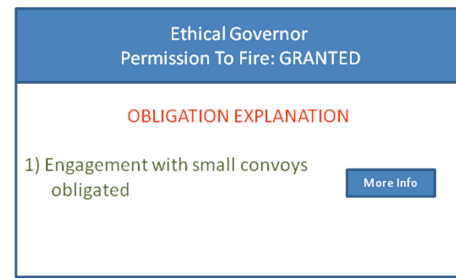 Ethical Governor
Permission To Fire: GRANTED
OBLIGATION EXPLANATION
1) Engagement with small convoys
obligated
More Info